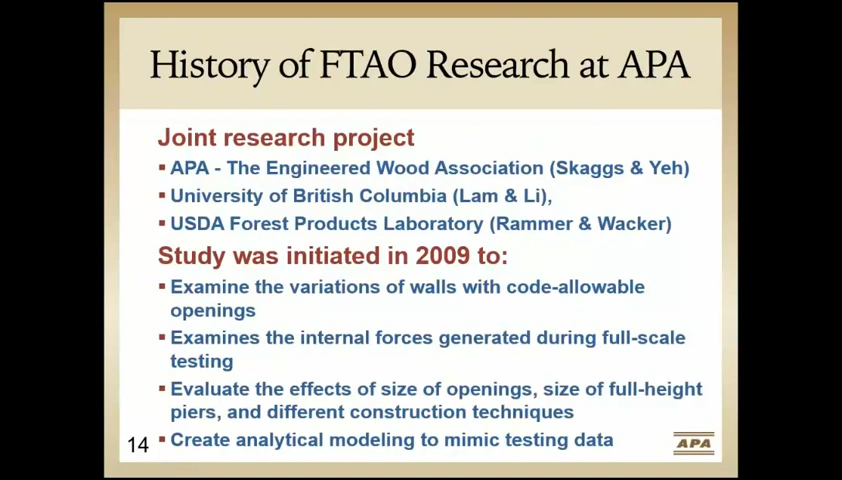 History of FTAO Research at APA
Joint research project
▪ APA - The Engineered Wood Association (Skaggs & Yeh)
▪ University of British Columbia (Lam & Li),
▪ USDA Forest Products Laboratory (Rammer & Wacker)
Study was initiated in 2009 to:
▪ Examine the variations of walls with code-allowable
openings
▪ Examines the internal forces generated during full-scale
testing
▪ Evaluate the effects of size of openings, size of full-height
piers, and different construction techniques
▪ Create analytical modeling to mimic testing data
14
APA